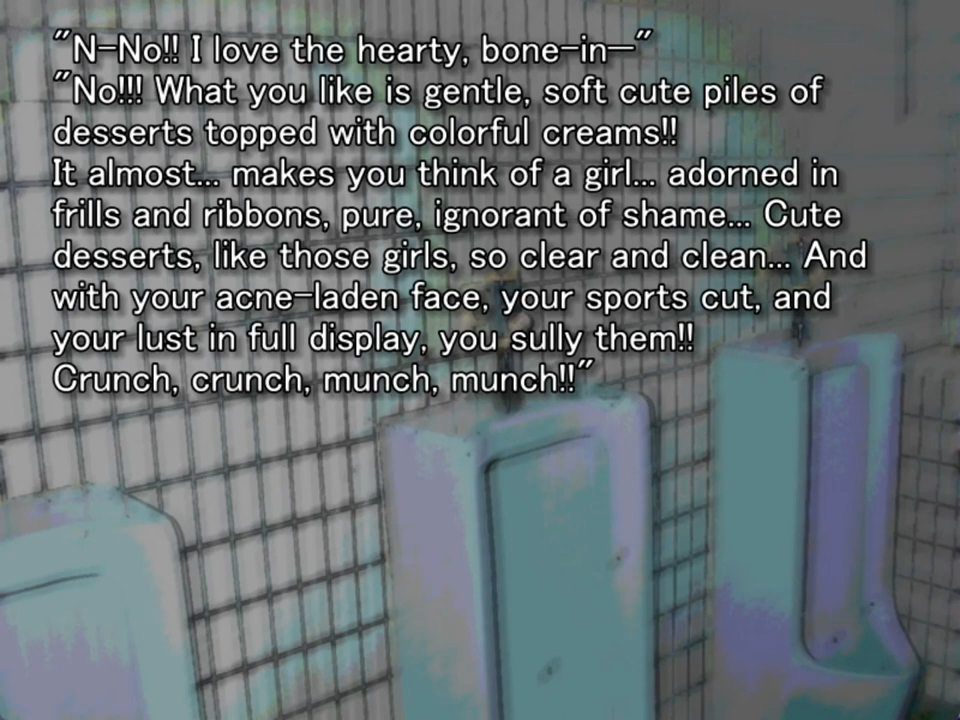 "N-No!! I love the hearty, bone-in—"
"No!!! What you like is gentle, soft cute piles of
desserts topped with colorful creams!!
It almost... makes you think of a girl... adorned in
frills and ribbons, pure, ignorant of shame... Cute
desserts, like those girls, so clear and clean... And
with your acne-laden face, your sports cut, and
your lust in full display, you sully them!!
Crunch, crunch, munch, munch!!"